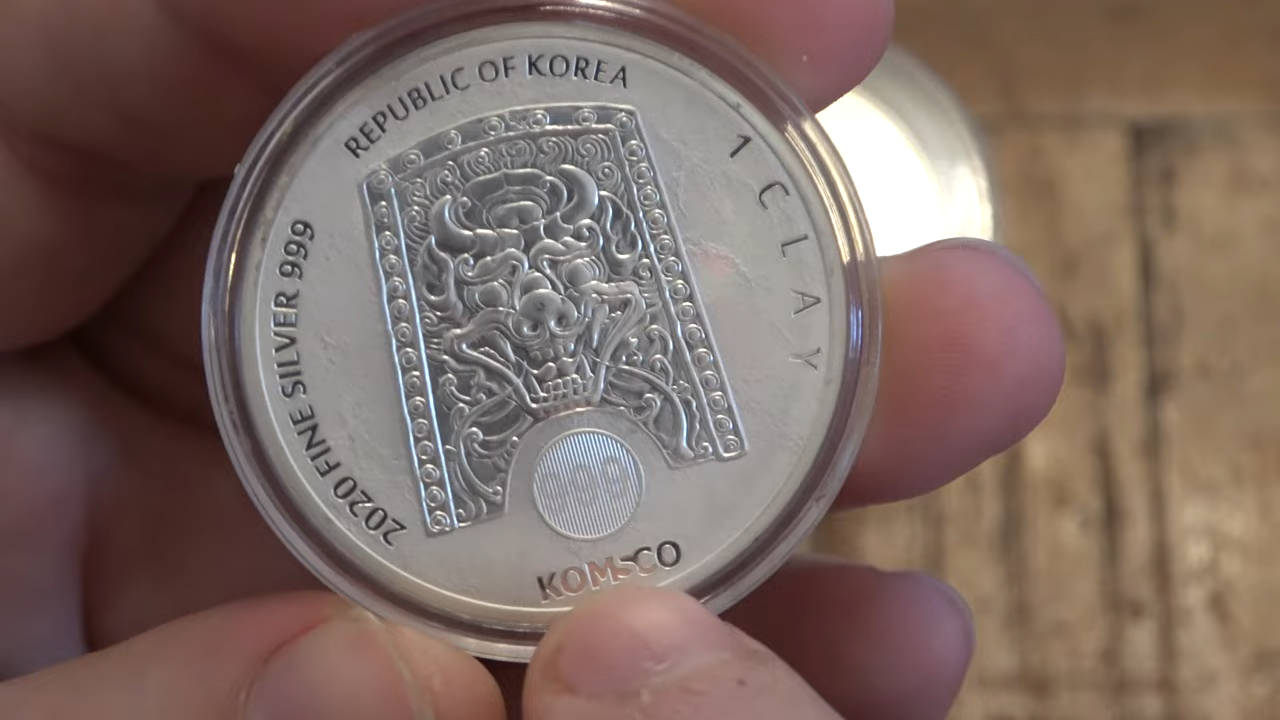 REPUBLIC OF KOREA
1 CLAY
2020 FINE SILVER 999
KOMSCO